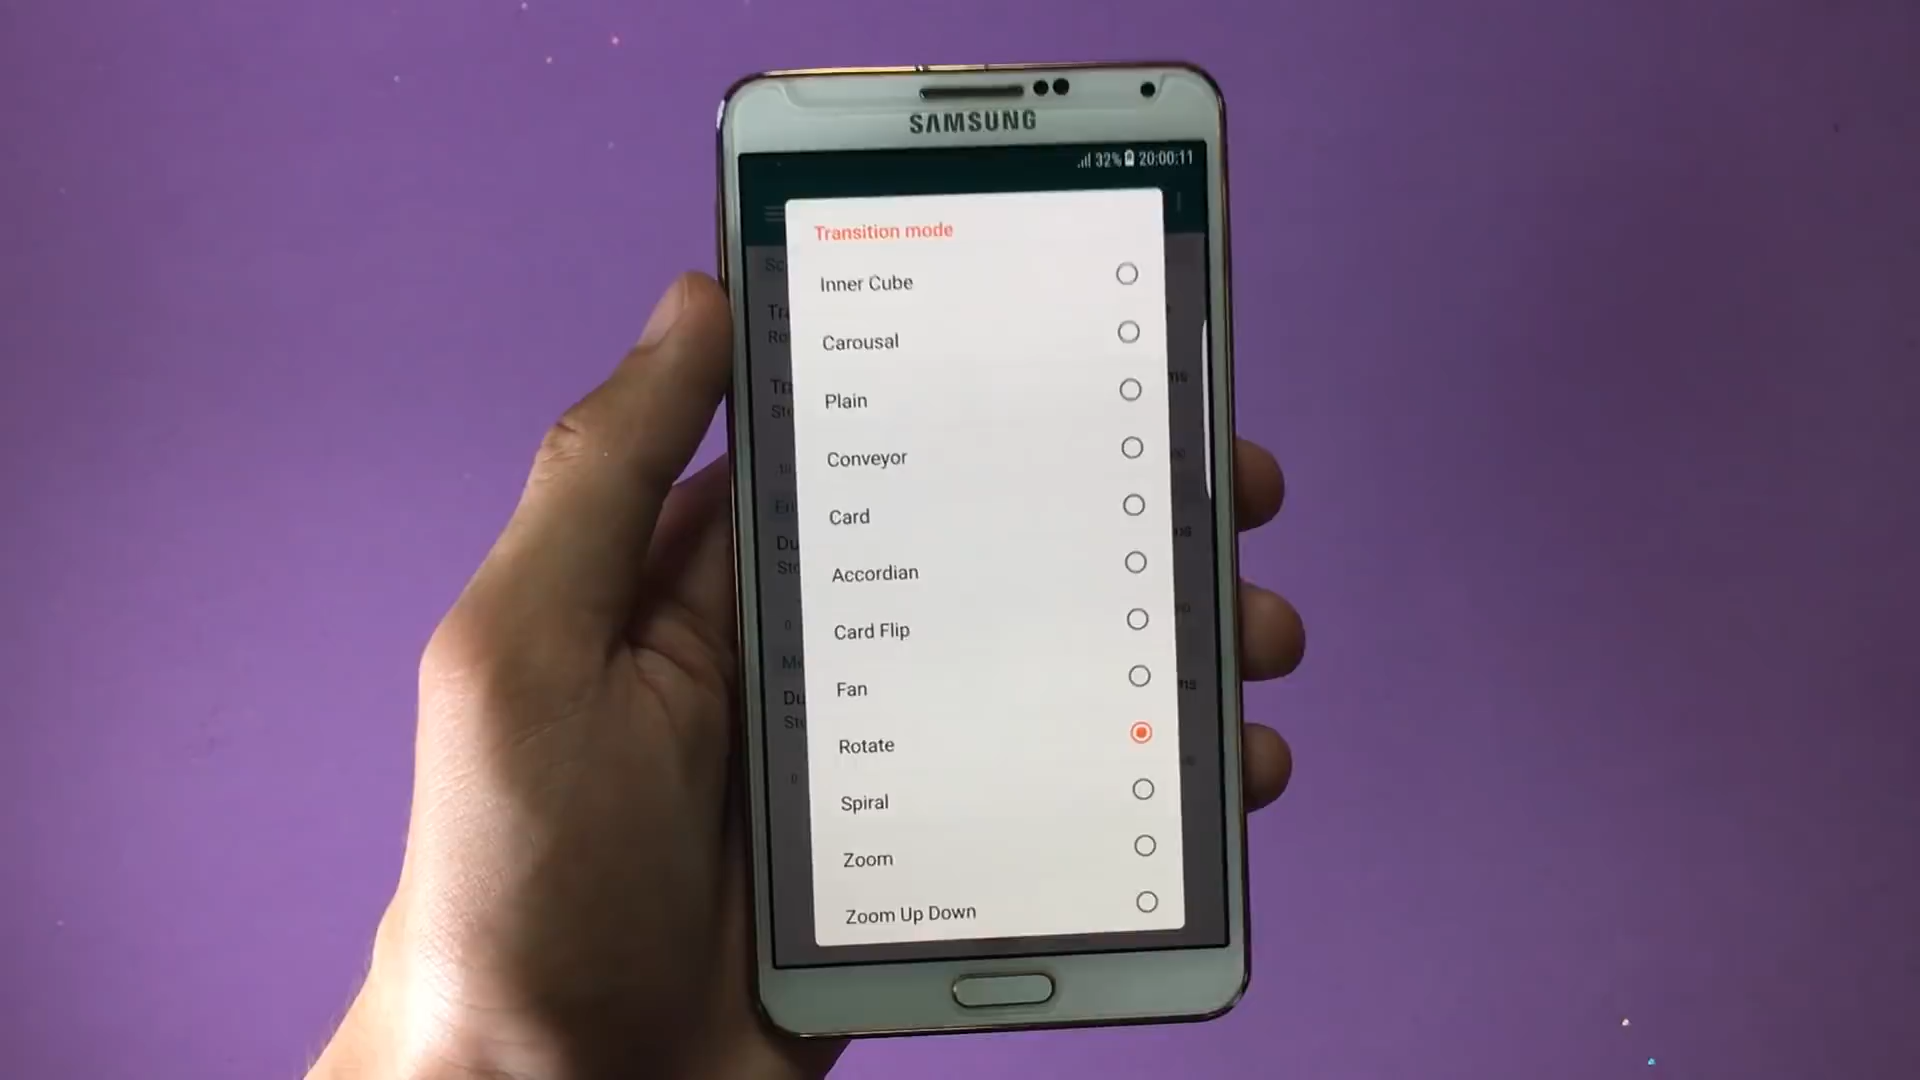 SAMSUNG
32% 20:00:11
Transition mode
Inner Cube
Carousal
Plain
Conveyor
Card
Accordian
Card Flip
Fan
Rotate
Spiral
Zoom
Zoom Up Down